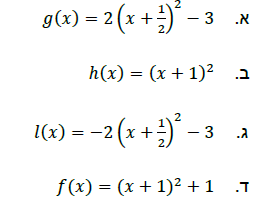 א. g(x) = 2(x + 1/2)² − 3
ב. h(x) = (x + 1)²
ג. l(x) = −2(x + 1/2)² − 3
ד. f(x) = (x + 1)² + 1